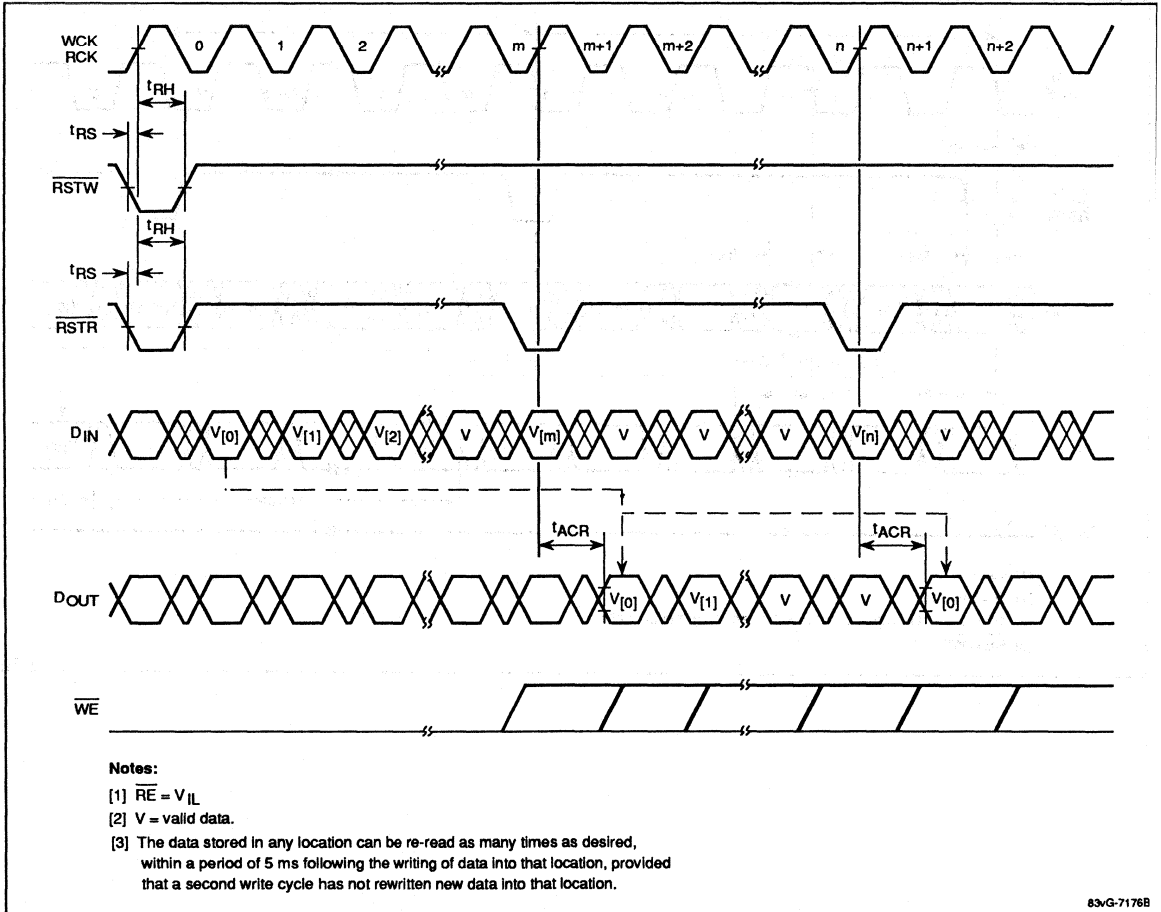 WCK
RCK
0 1 2 m m+1 m+2 n n+1 n+2
tRH
tRS
RSTW
tRH
tRS
RSTR
DIN
V[0] V[1] V[2] V V[m] V V V V[n] V
tACR tACR
DOUT
V[0] V[1] V V V[0]
WE
Notes:
[1] RE = VIL
[2] V = valid data.
[3] The data stored in any location can be re-read as many times as desired,
within a period of 5 ms following the writing of data into that location, provided
that a second write cycle has not rewritten new data into that location.
83vG-7176B